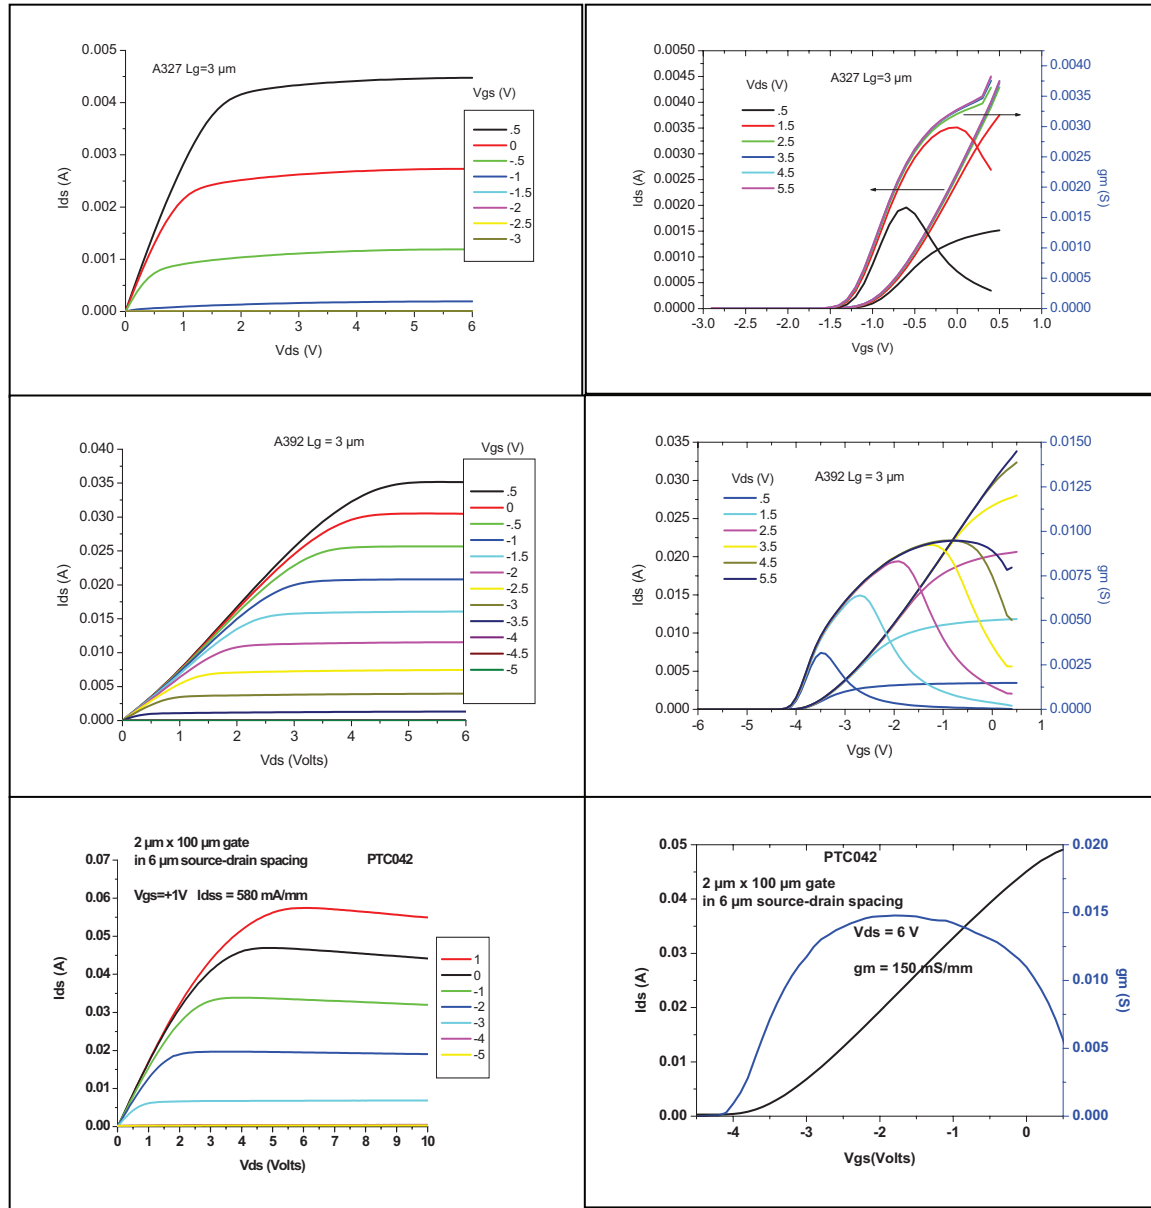 0.005
0.004
0.003
0.002
0.001
0.000
0 1 2 3 4 5 6
Ids (A)
Vds (V)
A327 Lg=3 µm
Vgs (V)
.5
0
-.5
-1
-1.5
-2
-2.5
-3
0.0050
0.0045
0.0040
0.0035
0.0030
0.0025
0.0020
0.0015
0.0010
0.0005
0.0000
-3.0 -2.5 -2.0 -1.5 -1.0 -0.5 0.0 0.5 1.0
Ids (A)
Vgs (V)
A327 Lg=3 µm
Vds (V)
.5
1.5
2.5
3.5
4.5
5.5
0.0040
0.0035
0.0030
0.0025
0.0020
0.0015
0.0010
0.0005
0.0000
gm (S)
0.040
0.035
0.030
0.025
0.020
0.015
0.010
0.005
0.000
0 1 2 3 4 5 6
Ids (A)
Vds (Volts)
A392 Lg = 3 µm
Vgs (V)
.5
0
-.5
-1
-1.5
-2
-2.5
-3
-3.5
-4
-4.5
-5
0.035
0.030
0.025
0.020
0.015
0.010
0.005
0.000
-6 -5 -4 -3 -2 -1 0 1
Ids (A)
Vgs (V)
A392 Lg = 3 µm
Vds (V)
.5
1.5
2.5
3.5
4.5
5.5
0.0150
0.0125
0.0100
0.0075
0.0050
0.0025
0.0000
gm (S)
2 µm x 100 µm gate
in 6 µm source-drain spacing PTC042
Vgs=+1V Idss = 580 mA/mm
0.07
0.06
0.05
0.04
0.03
0.02
0.01
0.00
0 1 2 3 4 5 6 7 8 9 10
Ids (A)
Vds (Volts)
1
0
-1
-2
-3
-4
-5
0.05
0.04
0.03
0.02
0.01
0.00
-4 -3 -2 -1 0
Ids (A)
Vgs(Volts)
PTC042
2 µm x 100 µm gate
in 6 µm source-drain spacing
Vds = 6 V
gm = 150 mS/mm
0.020
0.015
0.010
0.005
0.000
gm (S)